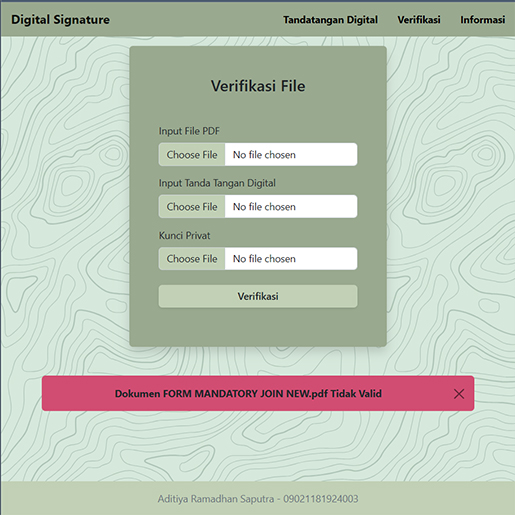 Digital Signature
Tandatangan Digital Verifikasi Informasi
Verifikasi File
Input File PDF
Choose File No file chosen
Input Tanda Tangan Digital
Choose File No file chosen
Kunci Privat
Choose File No file chosen
Verifikasi
Dokumen FORM MANDATORY JOIN NEW.pdf Tidak Valid
Aditiya Ramadhan Saputra - 09021181924003